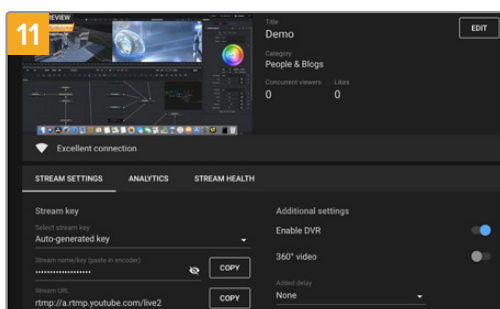 11
Title
Demo
EDIT
Category
People & Blogs
Concurrent viewers Likes
0 0
Excellent connection
STREAM SETTINGS ANALYTICS STREAM HEALTH
Stream key
Additional settings
Select stream key
Auto-generated key
Enable DVR
Stream name/key (paste in encoder)
COPY
360° video
Stream URL
rtmp://a.rtmp.youtube.com/live2
COPY
Added delay
None